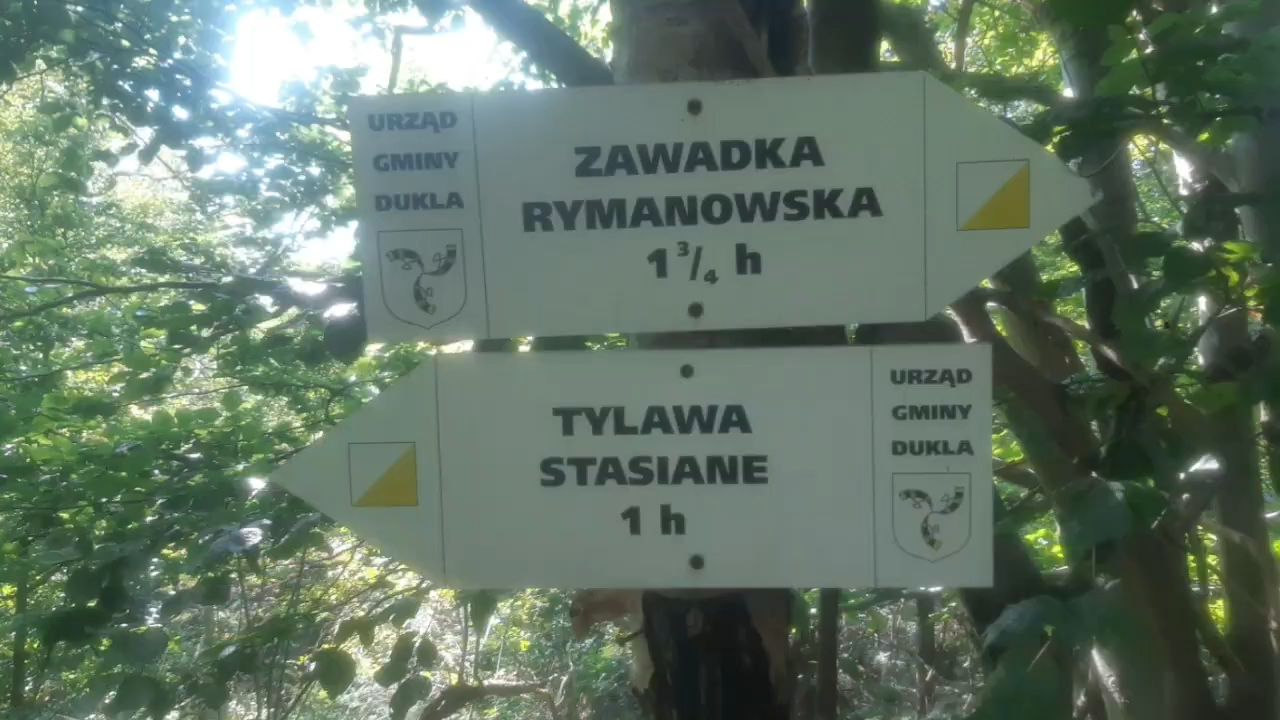 URZĄD
GMINY
DUKLA
ZAWADKA
RYMANOWSKA
1 3/4 h
TYLAWA
STASIANE
1 h
URZĄD
GMINY
DUKLA